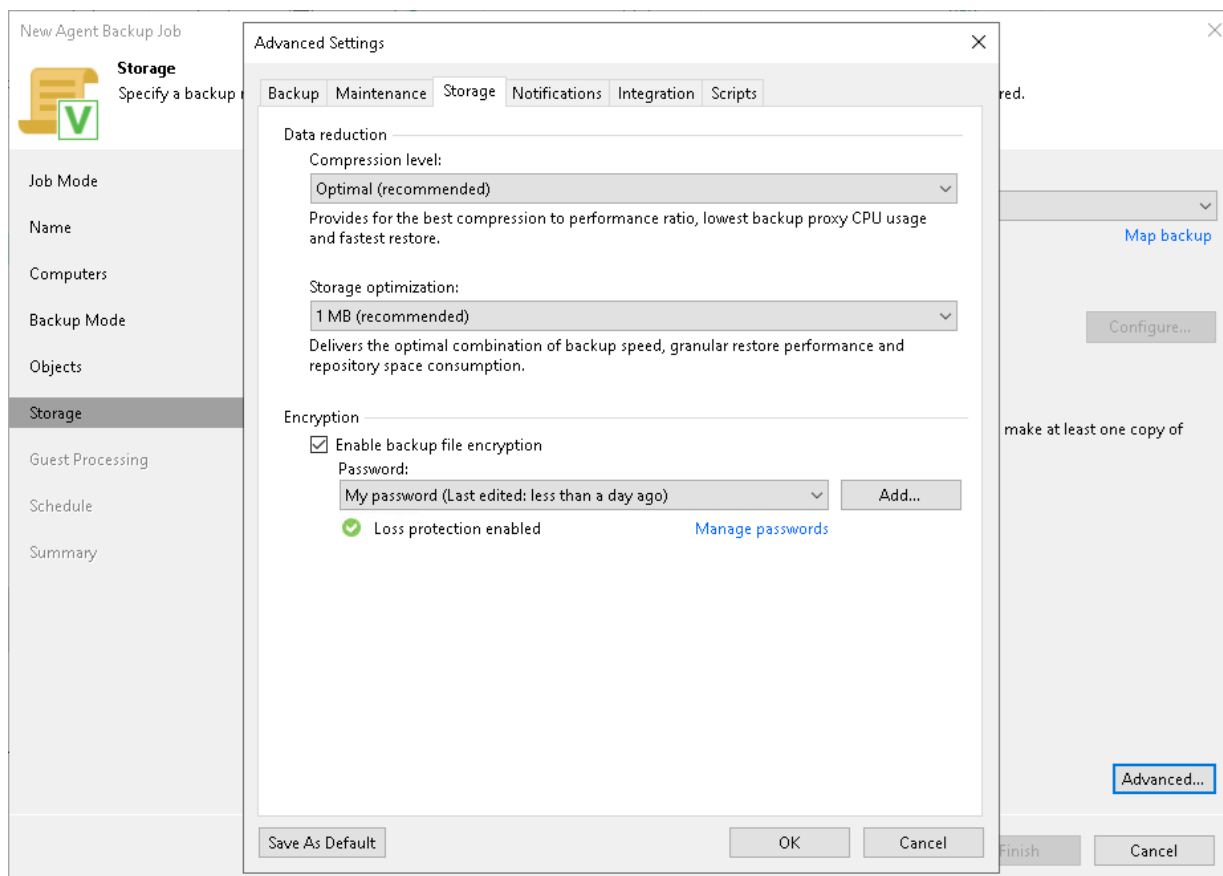 New Agent Backup Job
Storage
Specify a backup
red.
Job Mode
Name
Computers
Backup Mode
Objects
Storage
Guest Processing
Schedule
Summary
Advanced Settings
Backup Maintenance Storage Notifications Integration Scripts
Data reduction
Compression level:
Optimal (recommended)
Provides for the best compression to performance ratio, lowest backup proxy CPU usage
and fastest restore.
Storage optimization:
1 MB (recommended)
Delivers the optimal combination of backup speed, granular restore performance and
repository space consumption.
Encryption
Enable backup file encryption
Password:
My password (Last edited: less than a day ago)
Add...
Loss protection enabled
Manage passwords
Save As Default
OK
Cancel
Map backup
Configure...
make at least one copy of
Advanced...
Finish
Cancel